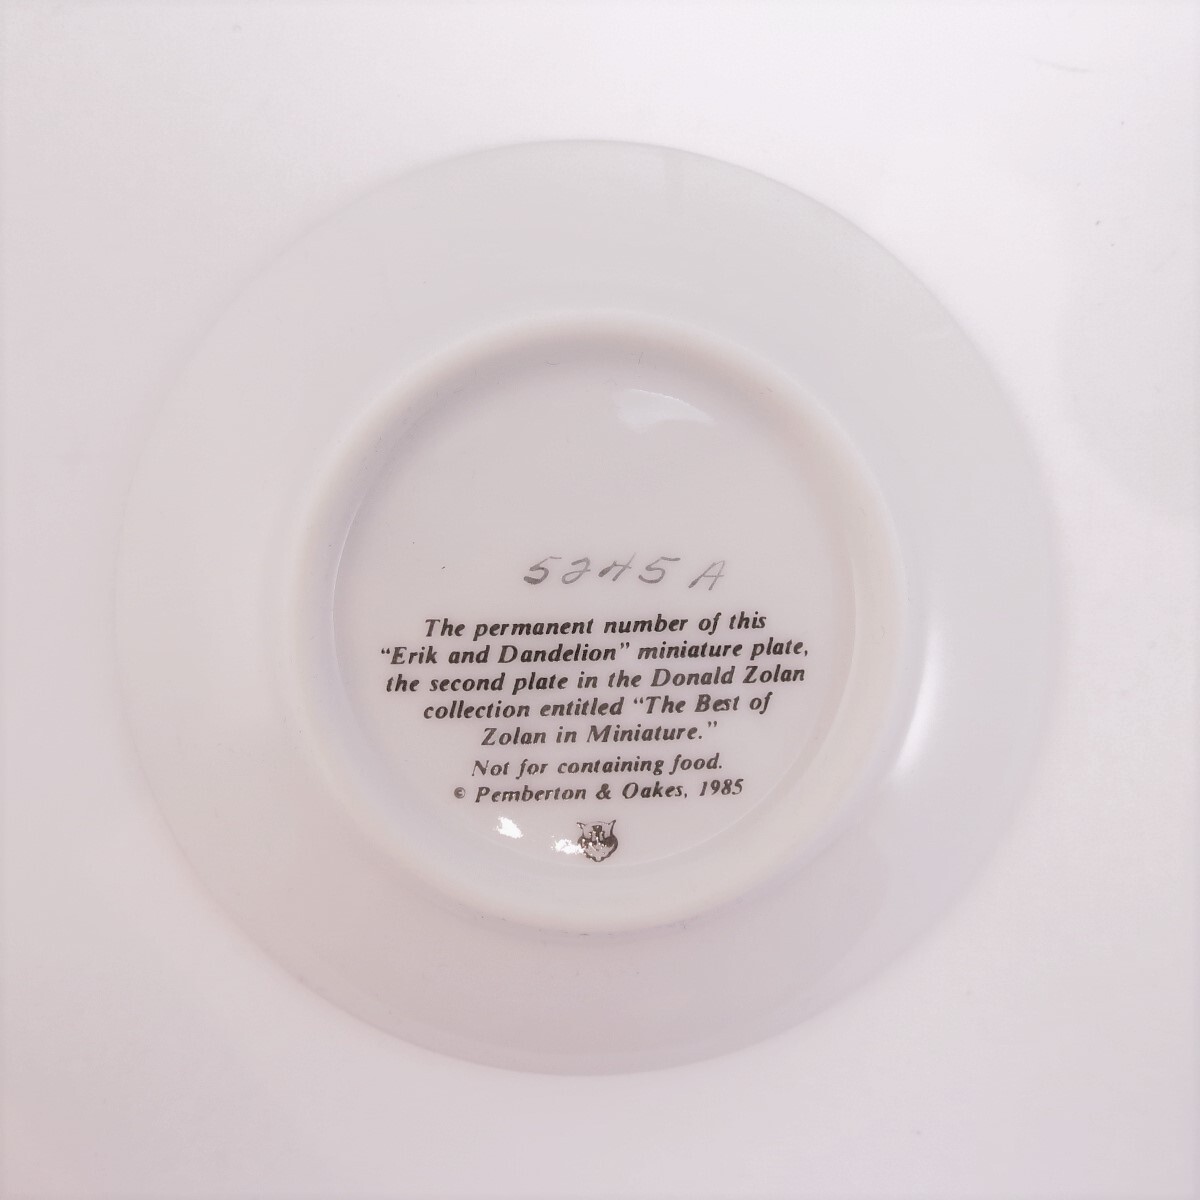 5245 A
The permanent number of this
“Erik and Dandelion” miniature plate,
the second plate in the Donald Zolan
collection entitled “The Best of
Zolan in Miniature.”
Not for containing food.
© Pemberton & Oakes, 1985